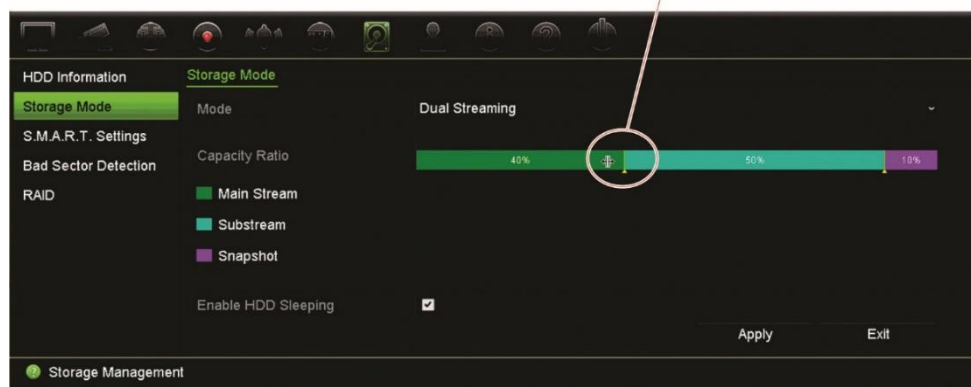 HDD Information
Storage Mode
Storage Mode
Mode
Dual Streaming
S.M.A.R.T. Settings
Bad Sector Detection
Capacity Ratio
40%
50%
10%
RAID
Main Stream
Substream
Snapshot
Enable HDD Sleeping
Apply
Exit
Storage Management